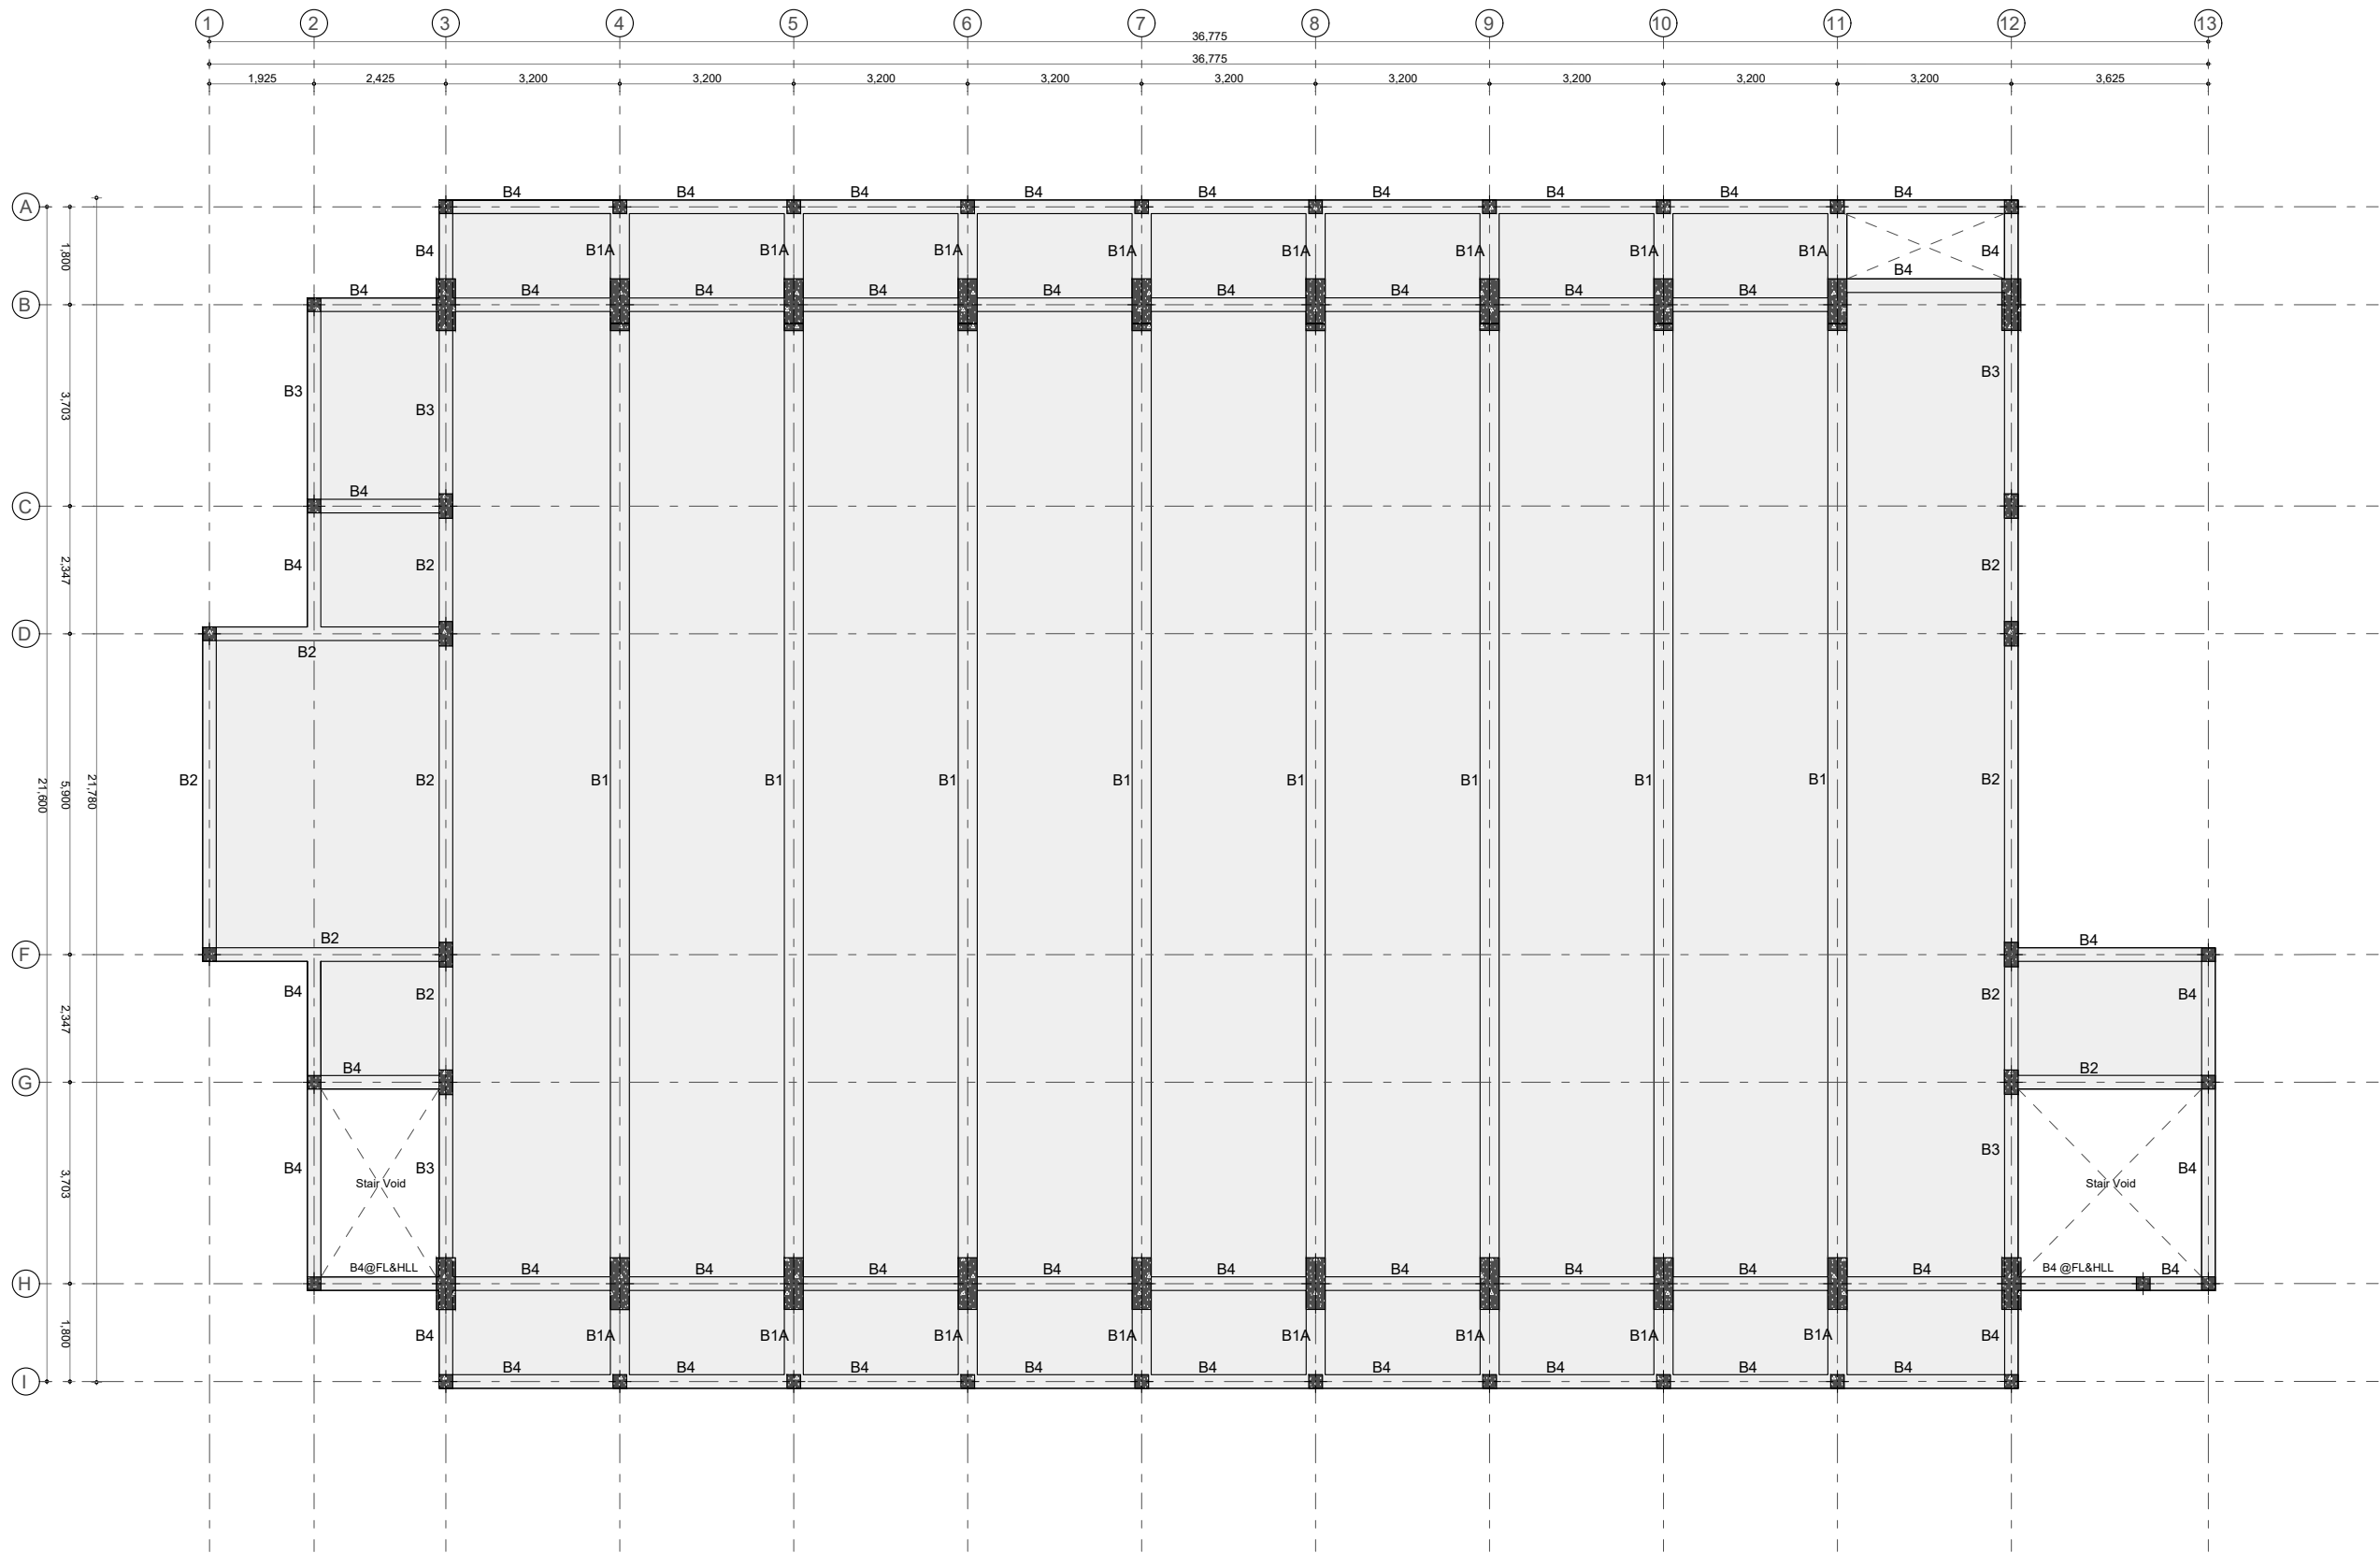 1 2 3 4 5 6 7 8 9 10 11 12 13
36,775
36,775
1,925 2,425 3,200 3,200 3,200 3,200 3,200 3,200 3,200 3,200 3,200 3,625
B4 B4 B4 B4 B4 B4 B4 B4 B4
A
1,800
B4 B1A B1A B1A B1A B1A B1A B1A B1A B4
B4
B4 B4 B4 B4 B4 B4 B4 B4 B4
B
B3
B3 B3
3,703
B4
C
2,347
B4 B2 B2
D
B2
21,600 5,900 21,780
B2 B2 B1 B1 B1 B1 B1 B1 B1 B1 B2
B2 B4
F
B4 B2 B2 B4
2,347
B4 B2
G
B3
B4 B3 B4
3,703
Stair Void Stair Void
B4@FL&HLL B4 B4 B4 B4 B4 B4 B4 B4 B4 B4 @FL&HLL B4
H
1,800
B4 B1A B1A B1A B1A B1A B1A B1A B1A B4
B4 B4 B4 B4 B4 B4 B4 B4 B4
I